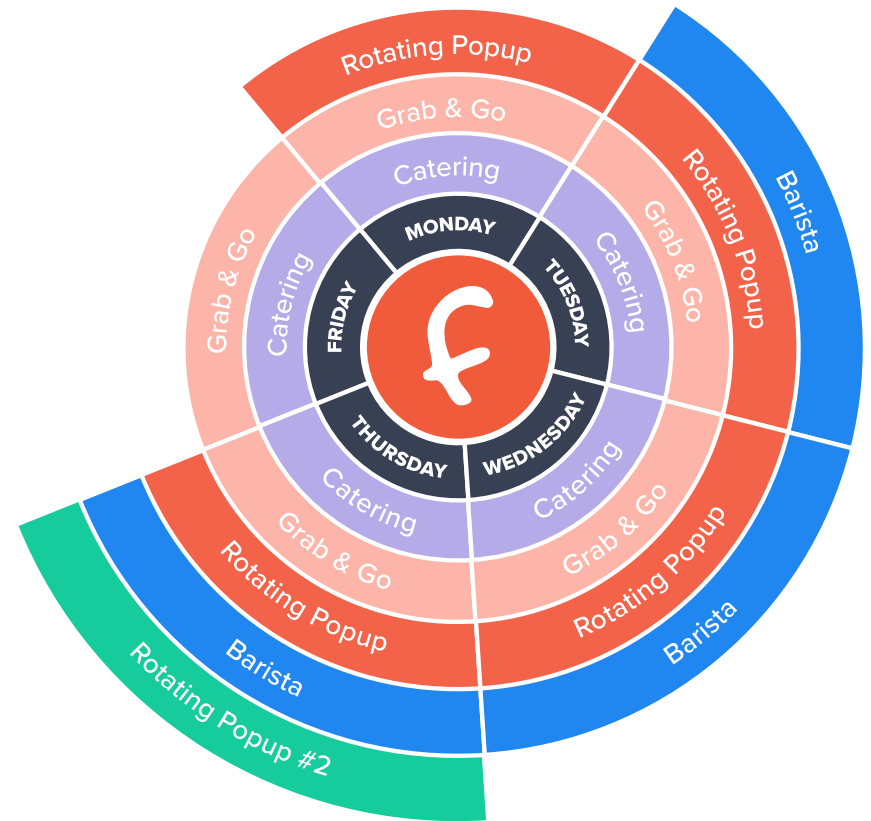 MONDAY
Catering
Grab & Go
Rotating Popup
TUESDAY
Catering
Grab & Go
Rotating Popup
Barista
WEDNESDAY
Catering
Grab & Go
Rotating Popup
Barista
THURSDAY
Catering
Grab & Go
Rotating Popup
Barista
Rotating Popup #2
FRIDAY
Catering
Grab & Go
f